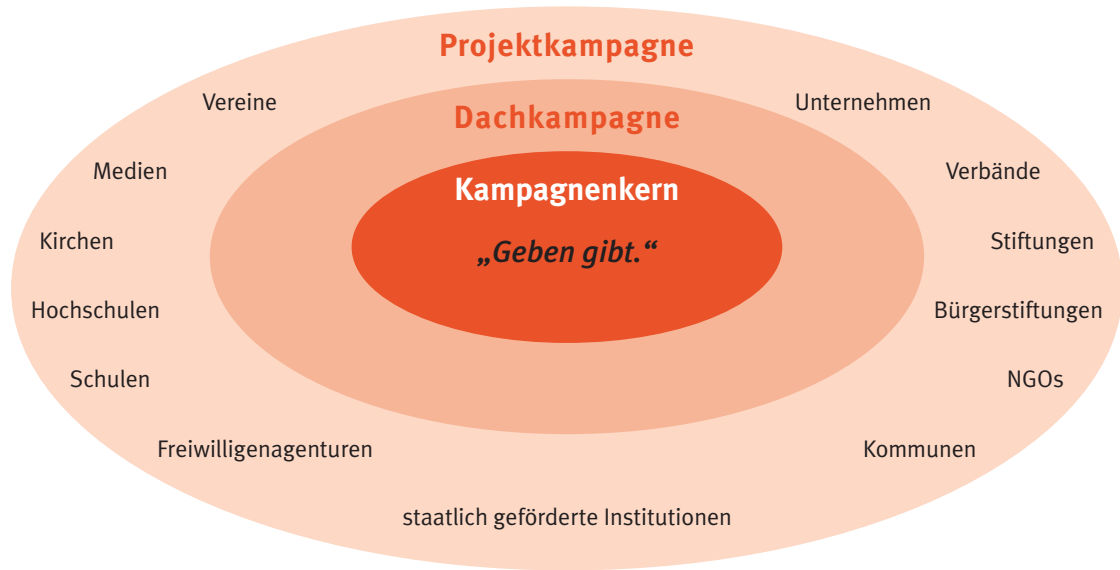 Projektkampagne
Vereine
Unternehmen
Dachkampagne
Medien
Verbände
Kampagnenkern
Kirchen
„Geben gibt.“
Stiftungen
Hochschulen
Bürgerstiftungen
Schulen
NGOs
Freiwilligenagenturen
Kommunen
staatlich geförderte Institutionen